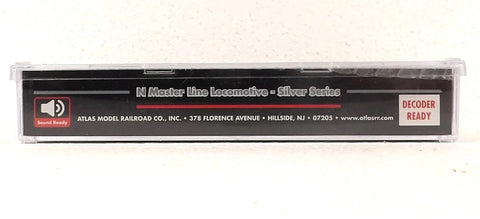 N Master Line Locomotive - Silver Series
Sound Ready
DECODER
READY
ATLAS MODEL RAILROAD CO., INC. • 378 FLORENCE AVENUE • HILLSIDE, NJ • 07205 • www.atlasrr.com